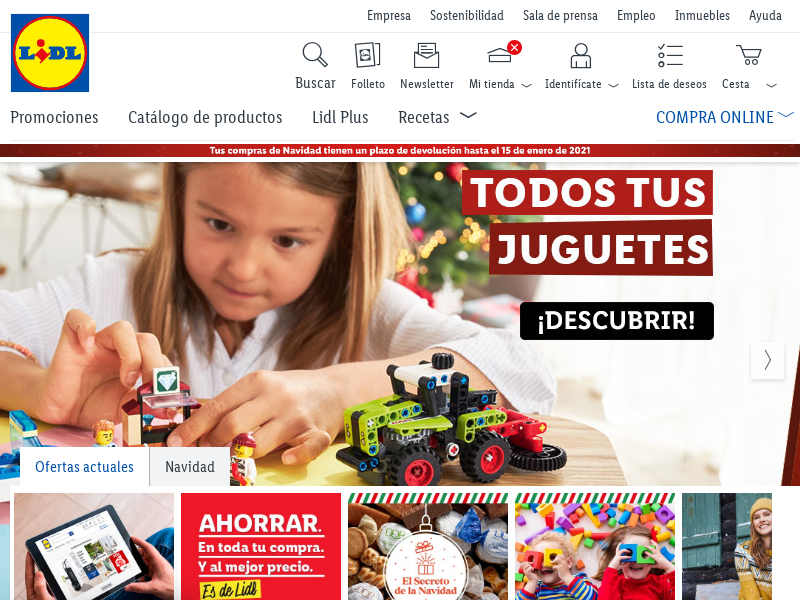 Empresa Sostenibilidad Sala de prensa Empleo Inmuebles Ayuda
LIDL
Buscar Folleto Newsletter Mi tienda Identifícate Lista de deseos Cesta
Promociones Catálogo de productos Lidl Plus Recetas COMPRA ONLINE
Tus compras de Navidad tienen un plazo de devolución hasta el 15 de enero de 2021
TODOS TUS
JUGUETES
¡DESCUBRIR!
Ofertas actuales Navidad
AHORRAR.
En toda tu compra.
Y al mejor precio.
Es de Lidl
El Secreto
de la Navidad